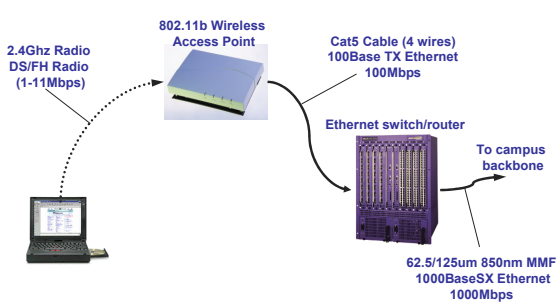 802.11b Wireless
Access Point
2.4Ghz Radio
DS/FH Radio
(1-11Mbps)
Cat5 Cable (4 wires)
100Base TX Ethernet
100Mbps
Ethernet switch/router
To campus
backbone
62.5/125um 850nm MMF
1000BaseSX Ethernet
1000Mbps